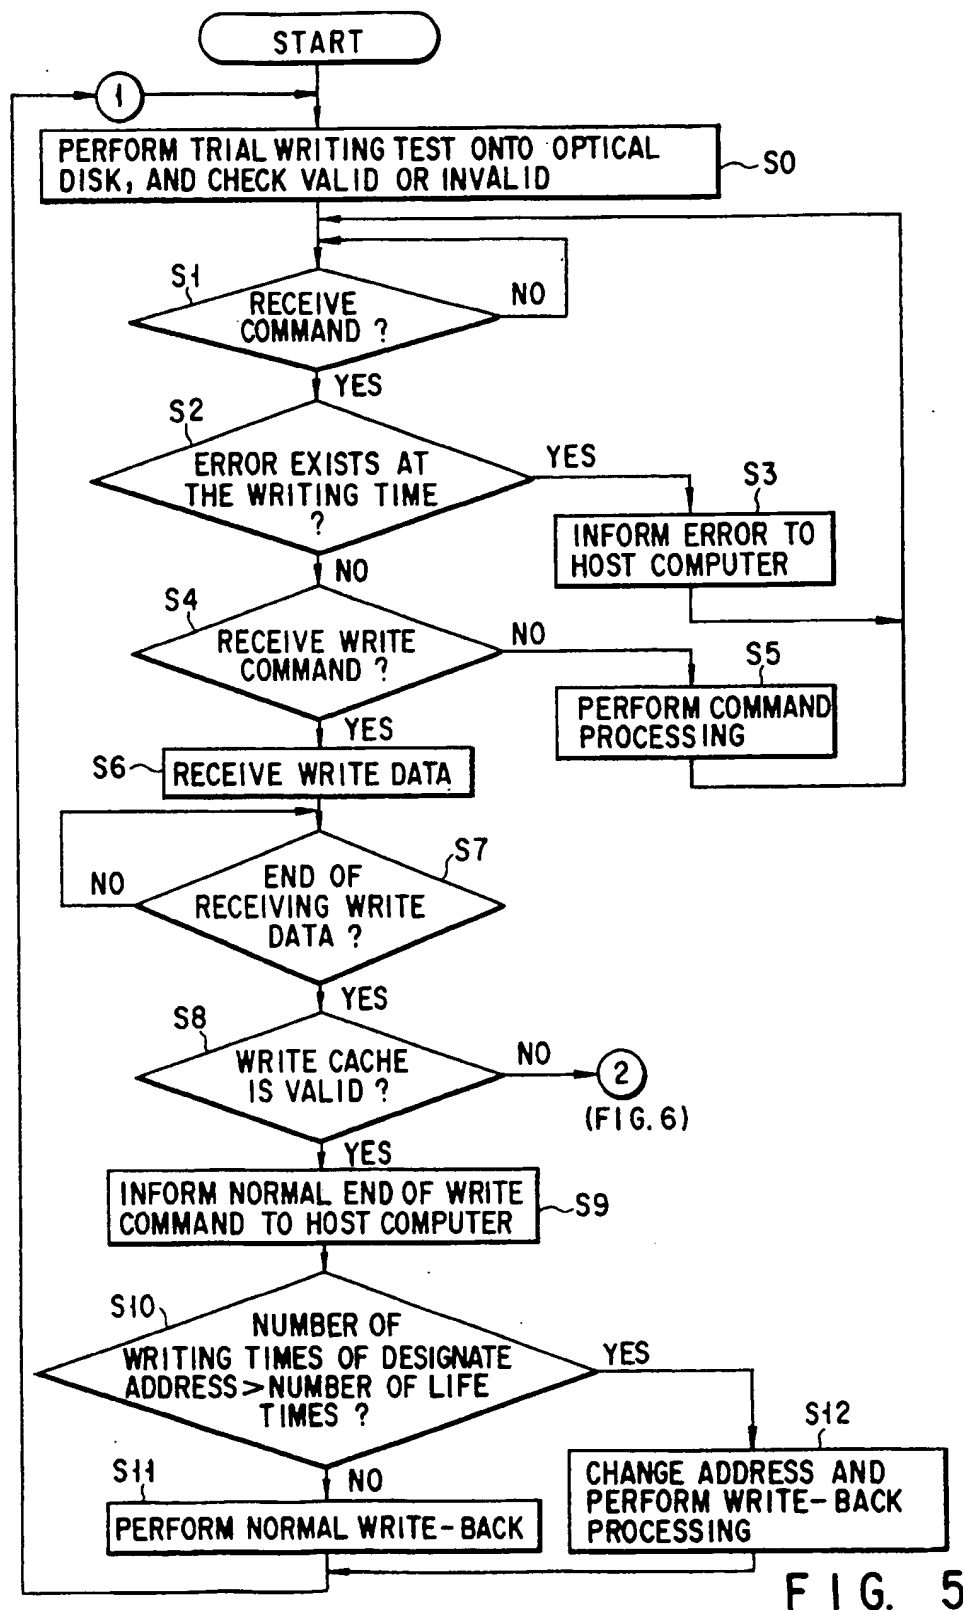 START
1
PERFORM TRIAL WRITING TEST ONTO OPTICAL
DISK, AND CHECK VALID OR INVALID
S0
S1
RECEIVE
COMMAND ?
NO
YES
S2
ERROR EXISTS AT
THE WRITING TIME
?
YES
S3
INFORM ERROR TO
HOST COMPUTER
NO
S4
RECEIVE WRITE
COMMAND ?
NO
S5
PERFORM COMMAND
PROCESSING
YES
S6
RECEIVE WRITE DATA
S7
END OF
RECEIVING WRITE
DATA ?
NO
YES
S8
WRITE CACHE
IS VALID ?
NO
2
(FIG. 6)
YES
INFORM NORMAL END OF WRITE
COMMAND TO HOST COMPUTER
S9
S10
NUMBER OF
WRITING TIMES OF DESIGNATE
ADDRESS > NUMBER OF LIFE
TIMES ?
YES
S12
CHANGE ADDRESS AND
PERFORM WRITE-BACK
PROCESSING
S11
NO
PERFORM NORMAL WRITE-BACK
FIG. 5